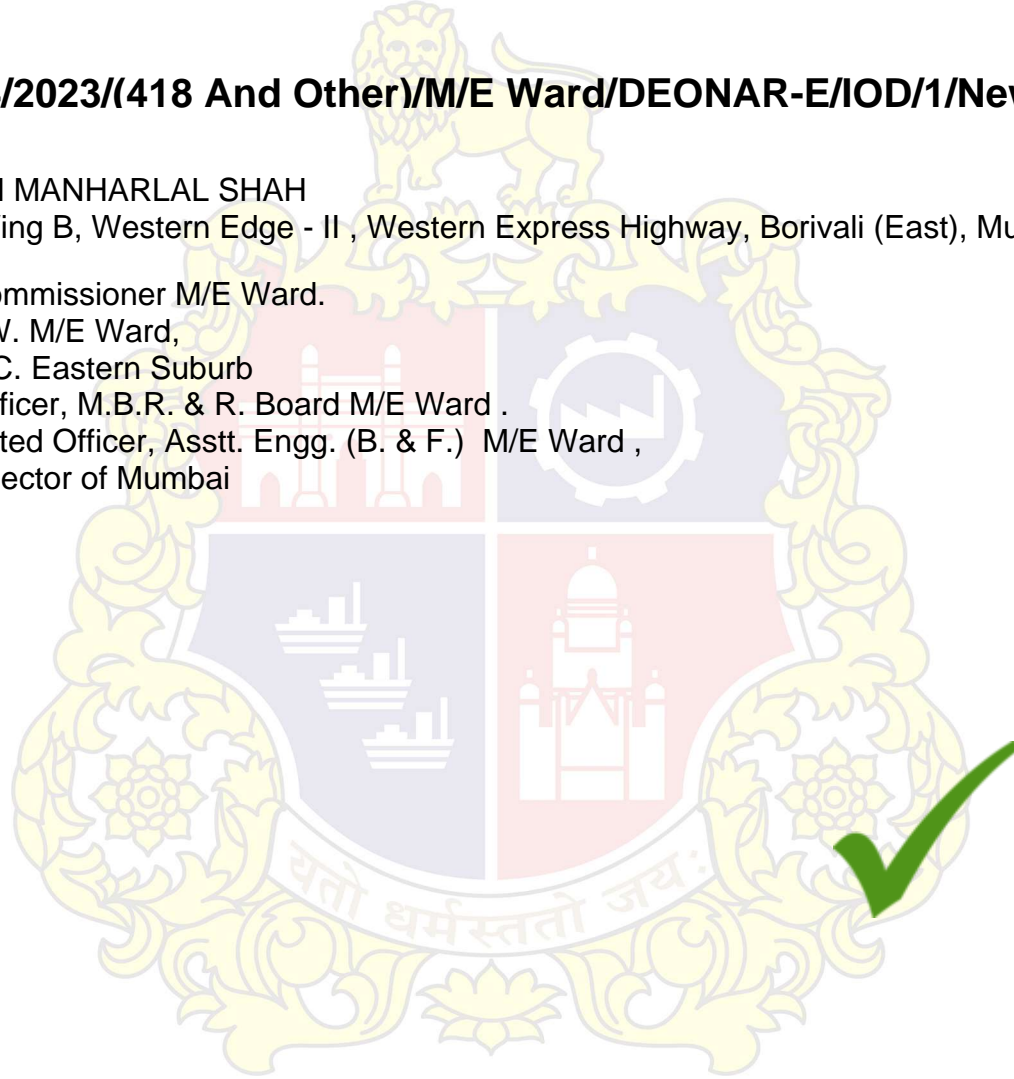 /2023/(418 And Other)/M/E Ward/DEONAR-E/IOD/1/New
MANHARLAL SHAH
ing B, Western Edge - II , Western Express Highway, Borivali (East), Mu
ommissioner M/E Ward.
W. M/E Ward,
C. Eastern Suburb
fficer, M.B.R. & R. Board M/E Ward .
ted Officer, Asstt. Engg. (B. & F.) M/E Ward ,
ector of Mumbai
यतो धर्मस्ततो जय: